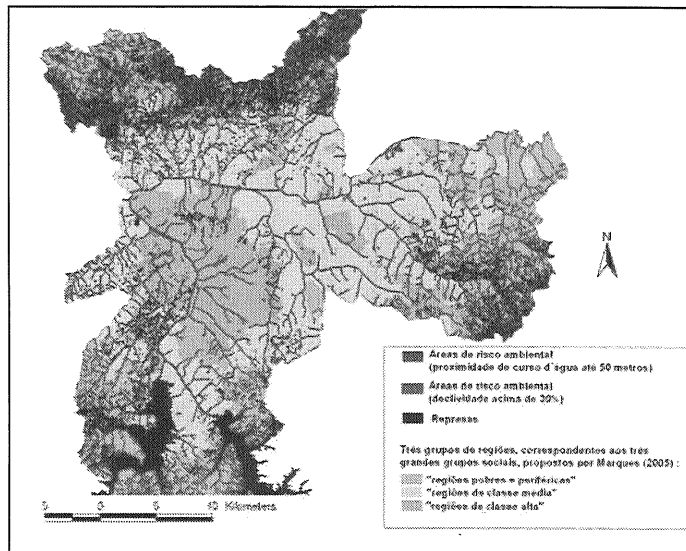 N
Áreas de risco ambiental
(proximidade de curso d'água até 50 metros)
Áreas de risco ambiental
(declividade acima de 30%)
Represas
Três grupos de regiões, correspondentes aos três
grandes grupos sociais, propostos por Marques (2005) :
"regiões pobres e periféricas"
"regiões de classe média"
"regiões de classe alta"
5 0 5 10 Kilometers